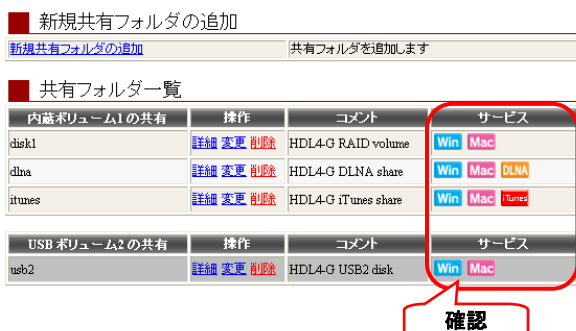 新規共有フォルダの追加
新規共有フォルダの追加 共有フォルダを追加します
共有フォルダ一覧
内蔵ボリューム1の共有 操作 コメント サービス
disk1 詳細 変更 削除 HDL4-G RAID volume Win Mac
dlna 詳細 変更 削除 HDL4-G DLNA share Win Mac DLNA
itunes 詳細 変更 削除 HDL4-G iTunes share Win Mac iTunes
USB ボリューム2の共有 操作 コメント サービス
usb2 詳細 変更 削除 HDL4-G USB2 disk Win Mac
確認